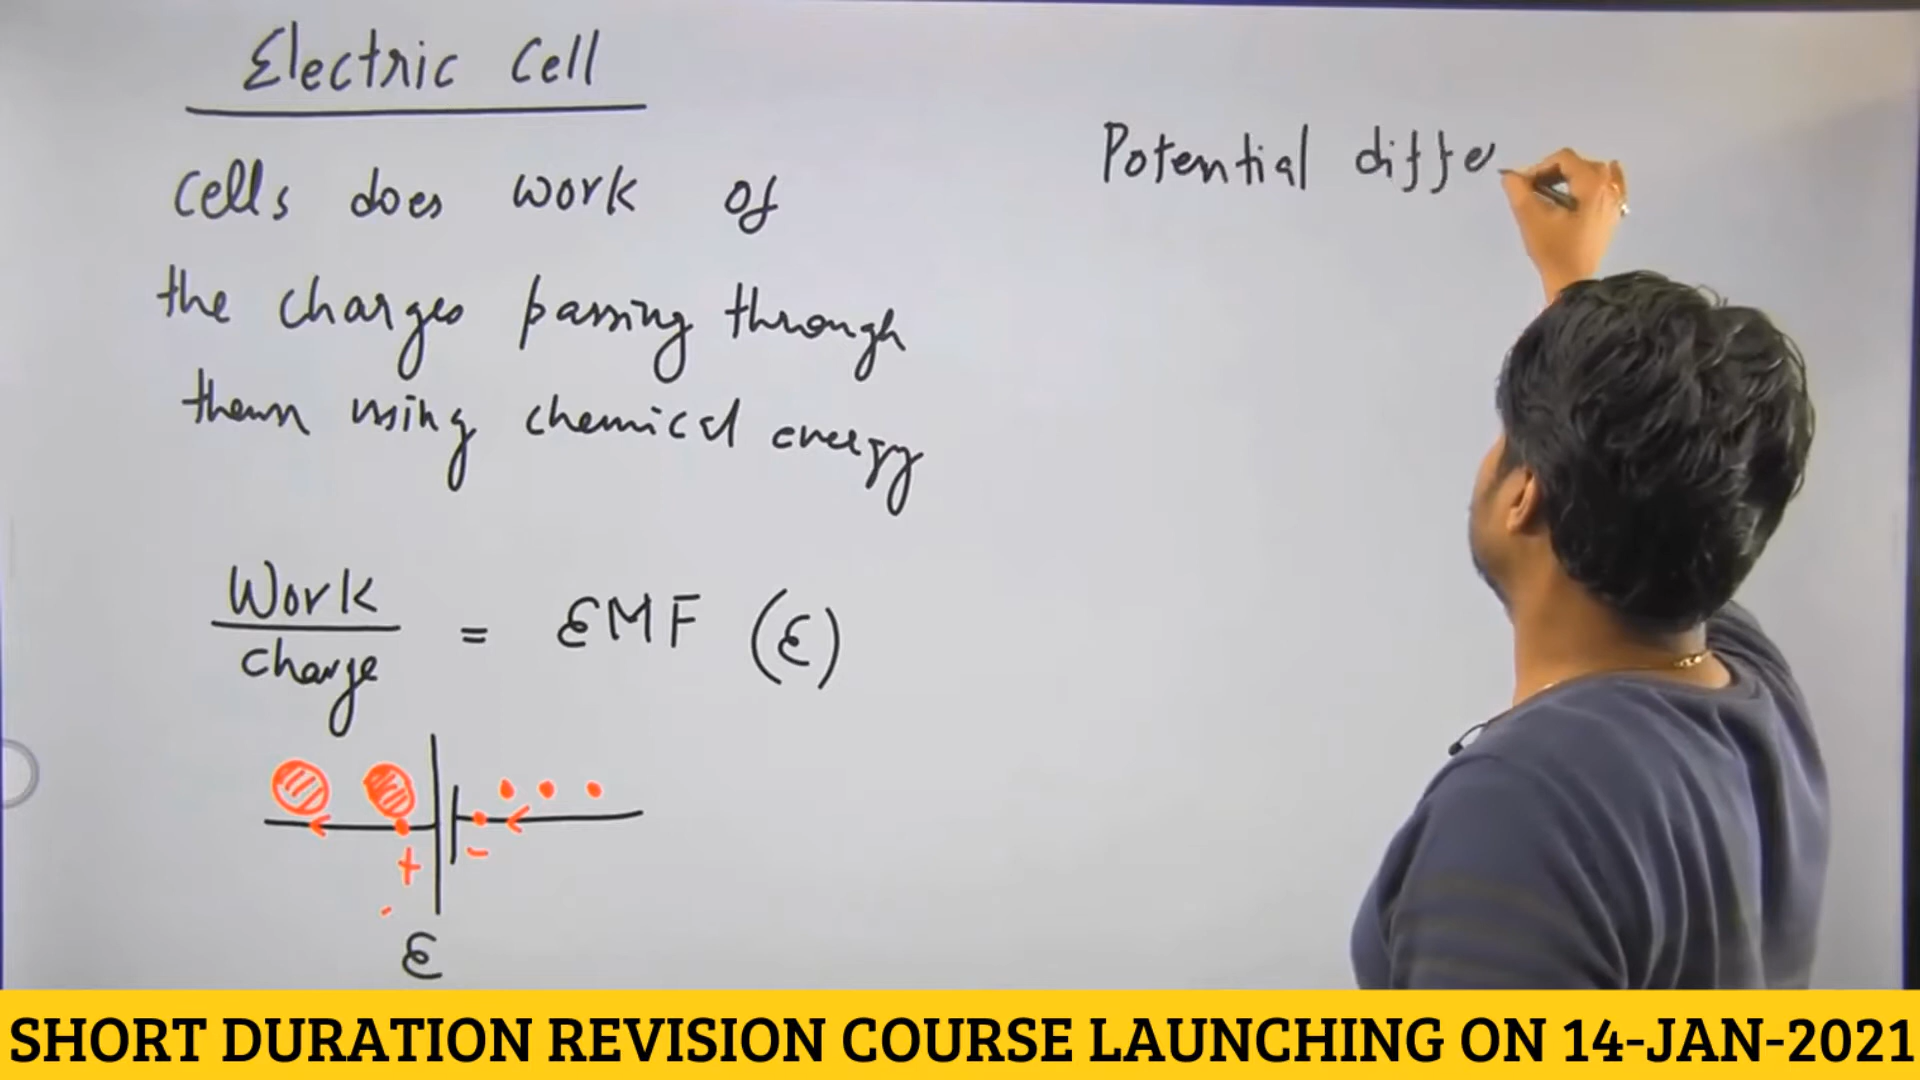 Electric Cell
Cells does work of
the charges passing through
them using chemical energy
Work
charge
= EMF (ε)
+ -
ε
Potential diffe
SHORT DURATION REVISION COURSE LAUNCHING ON 14-JAN-2021